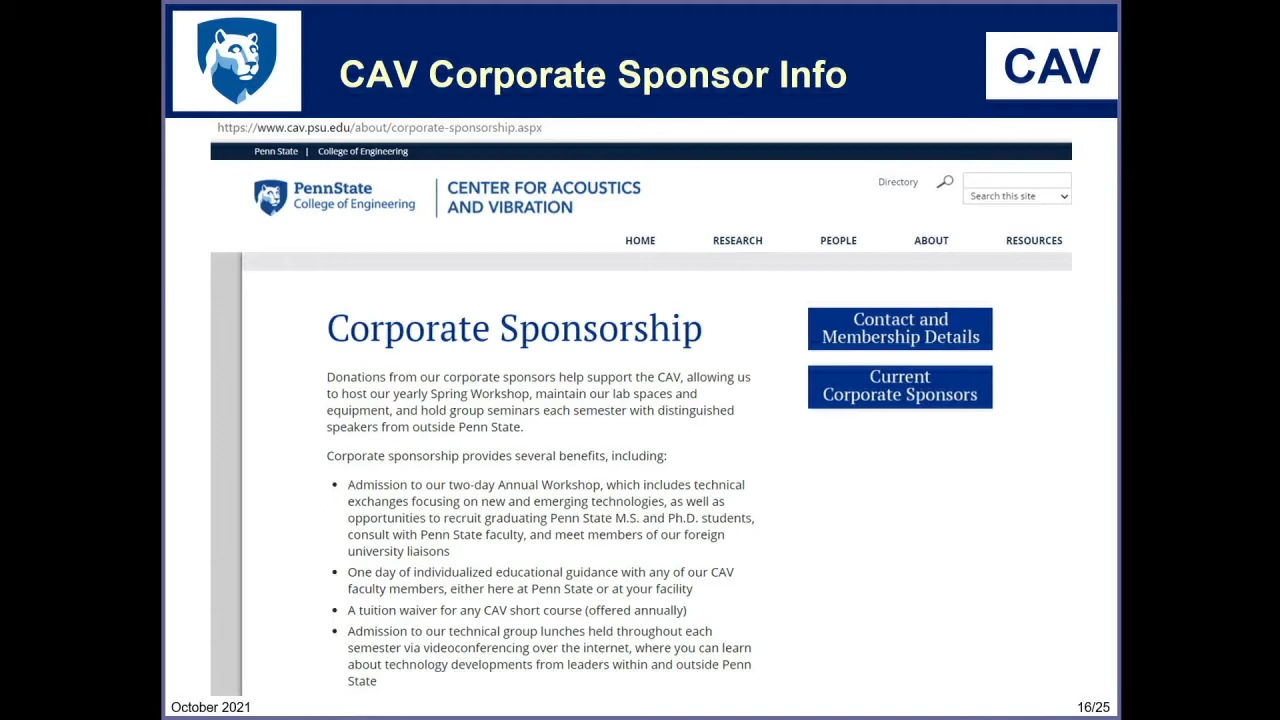 CAV Corporate Sponsor Info
CAV
https://www.cav.psu.edu/about/corporate-sponsorship.aspx
Penn State | College of Engineering
PennState
College of Engineering
CENTER FOR ACOUSTICS
AND VIBRATION
Directory
Search this site
HOME RESEARCH PEOPLE ABOUT RESOURCES
Corporate Sponsorship
Donations from our corporate sponsors help support the CAV, allowing us
to host our yearly Spring Workshop, maintain our lab spaces and
equipment, and hold group seminars each semester with distinguished
speakers from outside Penn State.
Corporate sponsorship provides several benefits, including:
• Admission to our two-day Annual Workshop, which includes technical
exchanges focusing on new and emerging technologies, as well as
opportunities to recruit graduating Penn State M.S. and Ph.D. students,
consult with Penn State faculty, and meet members of our foreign
university liaisons
• One day of individualized educational guidance with any of our CAV
faculty members, either here at Penn State or at your facility
• A tuition waiver for any CAV short course (offered annually)
• Admission to our technical group lunches held throughout each
semester via videoconferencing over the internet, where you can learn
about technology developments from leaders within and outside Penn
State
Contact and
Membership Details
Current
Corporate Sponsors
October 2021
16/25